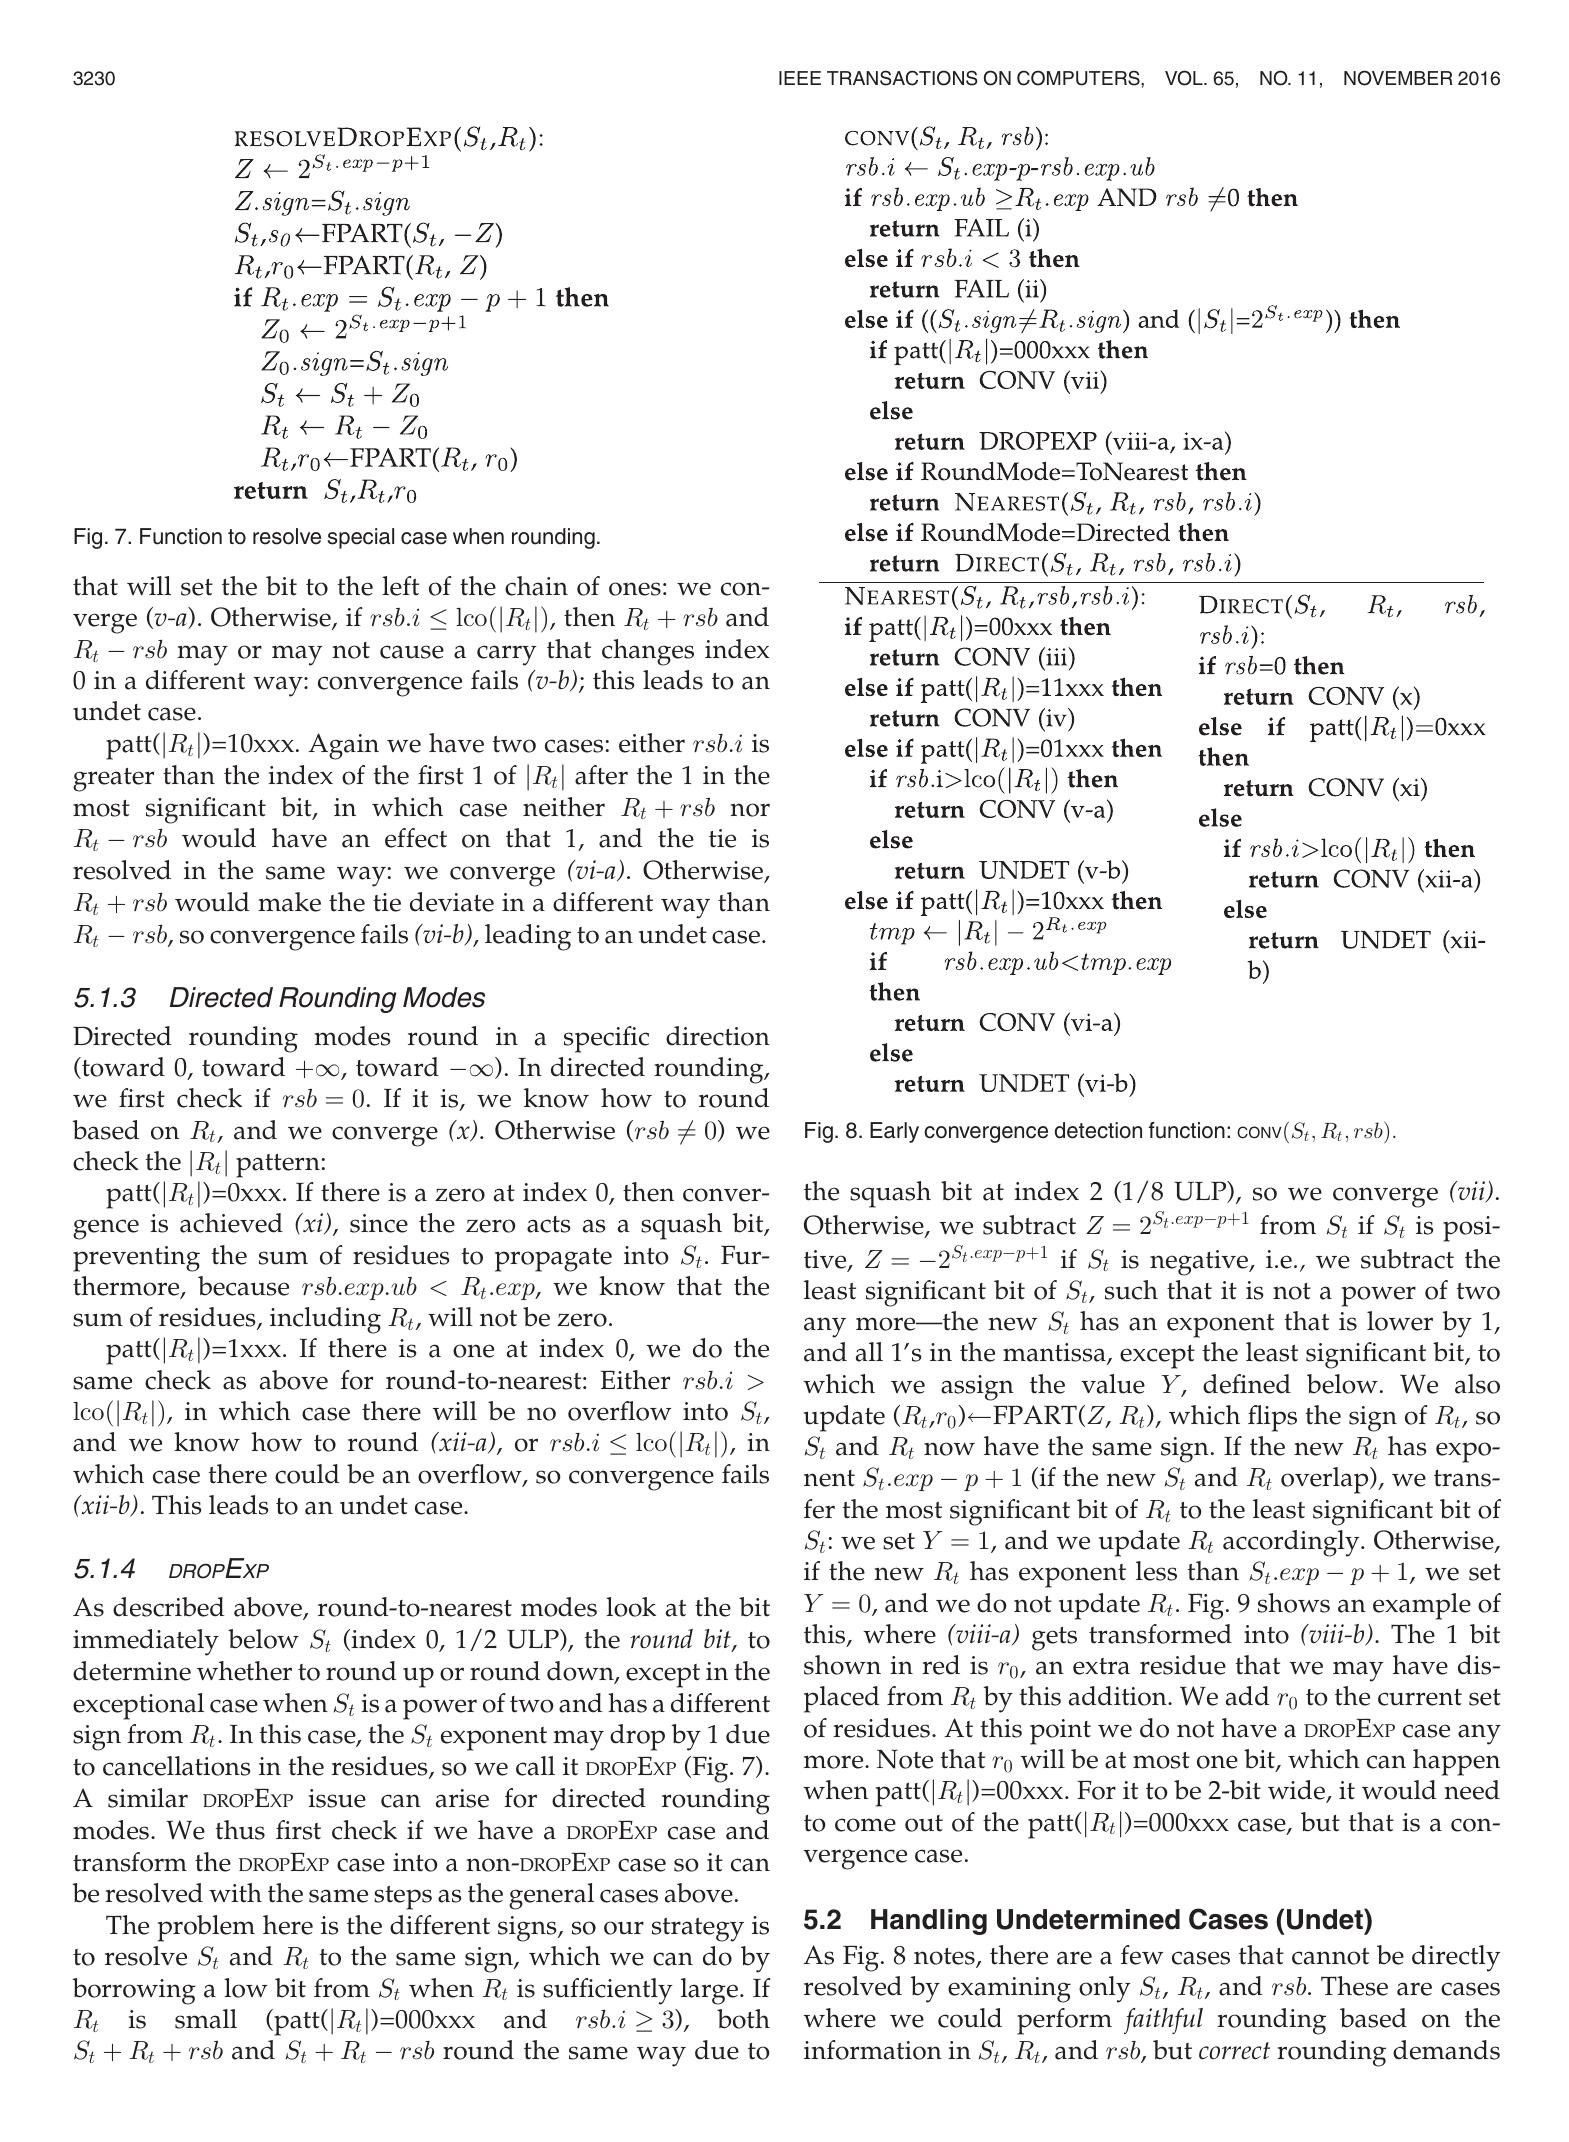 3230
IEEE TRANSACTIONS ON COMPUTERS, VOL. 65, NO. 11, NOVEMBER 2016
RESOLVEDROPEXP(S_t,R_t):
Z ← 2^{S_t.exp−p+1}
Z.sign=S_t.sign
S_t,s_0←FPART(S_t, −Z)
R_t,r_0←FPART(R_t, Z)
if R_t.exp = S_t.exp − p + 1 then
Z_0 ← 2^{S_t.exp−p+1}
Z_0.sign=S_t.sign
S_t ← S_t + Z_0
R_t ← R_t − Z_0
R_t,r_0←FPART(R_t, r_0)
return S_t,R_t,r_0
Fig. 7. Function to resolve special case when rounding.
that will set the bit to the left of the chain of ones: we con-
verge (v-a). Otherwise, if rsb.i ≤ lco(|R_t|), then R_t + rsb and
R_t − rsb may or may not cause a carry that changes index
0 in a different way: convergence fails (v-b); this leads to an
undet case.
patt(|R_t|)=10xxx. Again we have two cases: either rsb.i is
greater than the index of the first 1 of |R_t| after the 1 in the
most significant bit, in which case neither R_t + rsb nor
R_t − rsb would have an effect on that 1, and the tie is
resolved in the same way: we converge (vi-a). Otherwise,
R_t + rsb would make the tie deviate in a different way than
R_t − rsb, so convergence fails (vi-b), leading to an undet case.
5.1.3 Directed Rounding Modes
Directed rounding modes round in a specific direction
(toward 0, toward +∞, toward −∞). In directed rounding,
we first check if rsb = 0. If it is, we know how to round
based on R_t, and we converge (x). Otherwise (rsb ≠ 0) we
check the |R_t| pattern:
patt(|R_t|)=0xxx. If there is a zero at index 0, then conver-
gence is achieved (xi), since the zero acts as a squash bit,
preventing the sum of residues to propagate into S_t. Fur-
thermore, because rsb.exp.ub < R_t.exp, we know that the
sum of residues, including R_t, will not be zero.
patt(|R_t|)=1xxx. If there is a one at index 0, we do the
same check as above for round-to-nearest: Either rsb.i >
lco(|R_t|), in which case there will be no overflow into S_t,
and we know how to round (xii-a), or rsb.i ≤ lco(|R_t|), in
which case there could be an overflow, so convergence fails
(xii-b). This leads to an undet case.
5.1.4 DROPEXP
As described above, round-to-nearest modes look at the bit
immediately below S_t (index 0, 1/2 ULP), the round bit, to
determine whether to round up or round down, except in the
exceptional case when S_t is a power of two and has a different
sign from R_t. In this case, the S_t exponent may drop by 1 due
to cancellations in the residues, so we call it DROPEXP (Fig. 7).
A similar DROPEXP issue can arise for directed rounding
modes. We thus first check if we have a DROPEXP case and
transform the DROPEXP case into a non-DROPEXP case so it can
be resolved with the same steps as the general cases above.
The problem here is the different signs, so our strategy is
to resolve S_t and R_t to the same sign, which we can do by
borrowing a low bit from S_t when R_t is sufficiently large. If
R_t is small (patt(|R_t|)=000xxx and rsb.i ≥ 3), both
S_t + R_t + rsb and S_t + R_t − rsb round the same way due to
CONV(S_t, R_t, rsb):
rsb.i ← S_t.exp-p-rsb.exp.ub
if rsb.exp.ub ≥R_t.exp AND rsb ≠0 then
return FAIL (i)
else if rsb.i < 3 then
return FAIL (ii)
else if ((S_t.sign≠R_t.sign) and (|S_t|=2^{S_t.exp})) then
if patt(|R_t|)=000xxx then
return CONV (vii)
else
return DROPEXP (viii-a, ix-a)
else if RoundMode=ToNearest then
return NEAREST(S_t, R_t, rsb, rsb.i)
else if RoundMode=Directed then
return DIRECT(S_t, R_t, rsb, rsb.i)
NEAREST(S_t, R_t,rsb,rsb.i):
if patt(|R_t|)=00xxx then
return CONV (iii)
else if patt(|R_t|)=11xxx then
return CONV (iv)
else if patt(|R_t|)=01xxx then
if rsb.i>lco(|R_t|) then
return CONV (v-a)
else
return UNDET (v-b)
else if patt(|R_t|)=10xxx then
tmp ← |R_t| − 2^{R_t.exp}
if rsb.exp.ub<tmp.exp
then
return CONV (vi-a)
else
return UNDET (vi-b)
DIRECT(S_t, R_t, rsb,
rsb.i):
if rsb=0 then
return CONV (x)
else if patt(|R_t|)=0xxx
then
return CONV (xi)
else
if rsb.i>lco(|R_t|) then
return CONV (xii-a)
else
return UNDET (xii-
b)
Fig. 8. Early convergence detection function: CONV(S_t, R_t, rsb).
the squash bit at index 2 (1/8 ULP), so we converge (vii).
Otherwise, we subtract Z = 2^{S_t.exp−p+1} from S_t if S_t is posi-
tive, Z = −2^{S_t.exp−p+1} if S_t is negative, i.e., we subtract the
least significant bit of S_t, such that it is not a power of two
any more—the new S_t has an exponent that is lower by 1,
and all 1's in the mantissa, except the least significant bit, to
which we assign the value Y, defined below. We also
update (R_t,r_0)←FPART(Z, R_t), which flips the sign of R_t, so
S_t and R_t now have the same sign. If the new R_t has expo-
nent S_t.exp − p + 1 (if the new S_t and R_t overlap), we trans-
fer the most significant bit of R_t to the least significant bit of
S_t: we set Y = 1, and we update R_t accordingly. Otherwise,
if the new R_t has exponent less than S_t.exp − p + 1, we set
Y = 0, and we do not update R_t. Fig. 9 shows an example of
this, where (viii-a) gets transformed into (viii-b). The 1 bit
shown in red is r_0, an extra residue that we may have dis-
placed from R_t by this addition. We add r_0 to the current set
of residues. At this point we do not have a DROPEXP case any
more. Note that r_0 will be at most one bit, which can happen
when patt(|R_t|)=00xxx. For it to be 2-bit wide, it would need
to come out of the patt(|R_t|)=000xxx case, but that is a con-
vergence case.
5.2 Handling Undetermined Cases (Undet)
As Fig. 8 notes, there are a few cases that cannot be directly
resolved by examining only S_t, R_t, and rsb. These are cases
where we could perform faithful rounding based on the
information in S_t, R_t, and rsb, but correct rounding demands